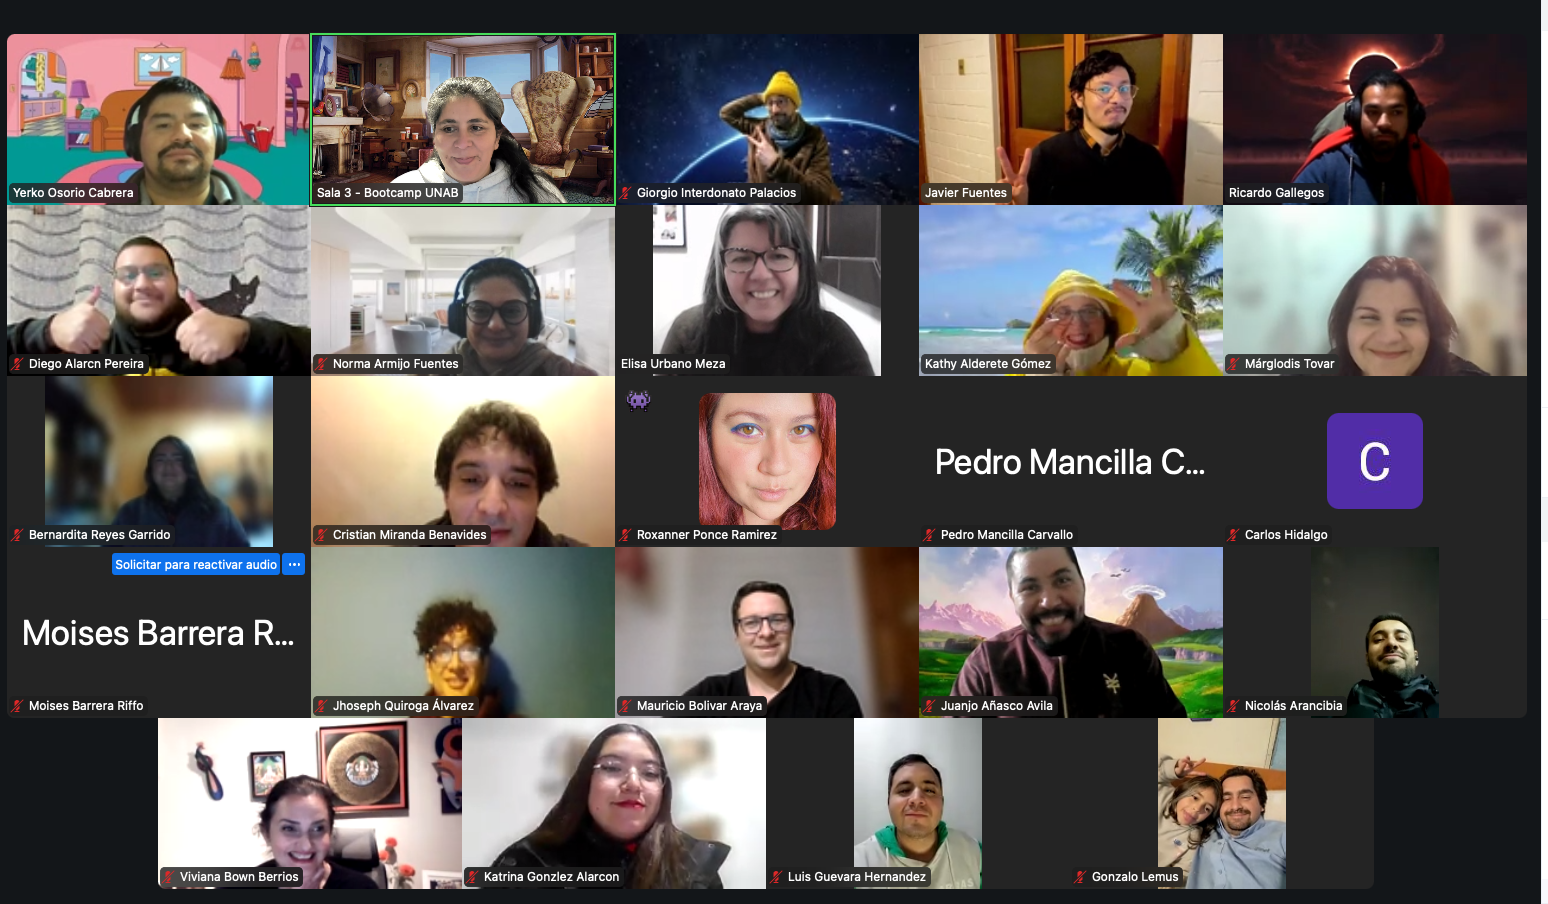 Yerko Osorio Cabrera
Sala 3 - Bootcamp UNAB
Giorgio Interdonato Palacios
Javier Fuentes
Ricardo Gallegos
Diego Alarcn Pereira
Norma Armijo Fuentes
Elisa Urbano Meza
Kathy Alderete Gómez
Márglodis Tovar
Pedro Mancilla C...
C
Bernardita Reyes Garrido
Cristian Miranda Benavides
Roxanner Ponce Ramirez
Pedro Mancilla Carvallo
Carlos Hidalgo
Solicitar para reactivar audio ...
Moises Barrera R...
Moises Barrera Riffo
Jhoseph Quiroga Álvarez
Mauricio Bolivar Araya
Juanjo Añasco Avila
Nicolás Arancibia
Viviana Bown Berrios
Katrina Gonzlez Alarcon
Luis Guevara Hernandez
Gonzalo Lemus